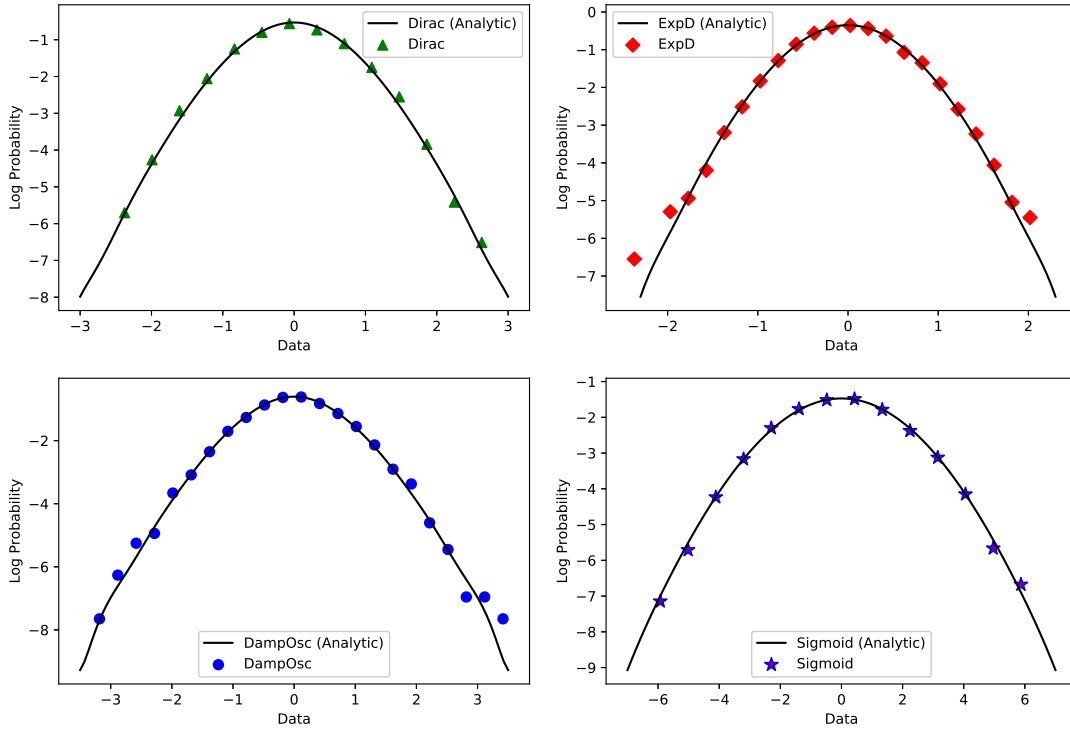 Dirac (Analytic)
Dirac
−1
−2
−3
−4
−5
−6
−7
−8
Log Probability
−3 −2 −1 0 1 2 3
Data
ExpD (Analytic)
ExpD
0
−1
−2
−3
−4
−5
−6
−7
Log Probability
−2 −1 0 1 2
Data
−2
−4
−6
−8
Log Probability
DampOsc (Analytic)
DampOsc
−3 −2 −1 0 1 2 3
Data
−1
−2
−3
−4
−5
−6
−7
−8
−9
Log Probability
Sigmoid (Analytic)
Sigmoid
−6 −4 −2 0 2 4 6
Data